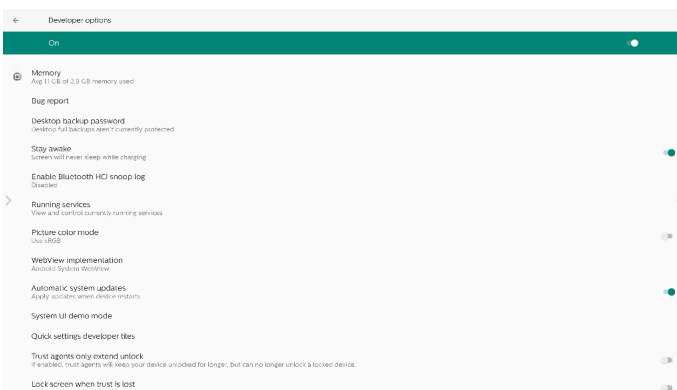 Developer options
On
Memory
Avg 1.1 GB of 2.9 GB memory used
Bug report
Desktop backup password
Desktop full backups aren't currently protected
Stay awake
Screen will never sleep while charging
Enable Bluetooth HCI snoop log
Disabled
Running services
View and control currently running services
Picture color mode
Use sRGB
WebView implementation
Android System WebView
Automatic system updates
Apply updates when device restarts
System UI demo mode
Quick settings developer tiles
Trust agents only extend unlock
If enabled, trust agents will keep your device unlocked for longer, but can no longer unlock a locked device.
Lock screen when trust is lost